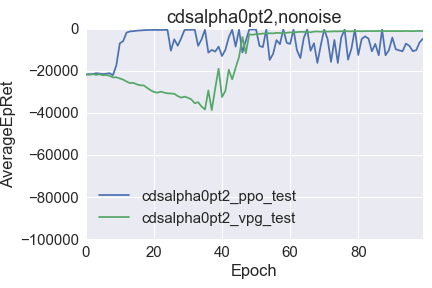 cdsalpha0pt2,nonoise
0
−20000
−40000
−60000
−80000
−100000
AverageEpRet
cdsalpha0pt2_ppo_test
cdsalpha0pt2_vpg_test
0 20 40 60 80
Epoch